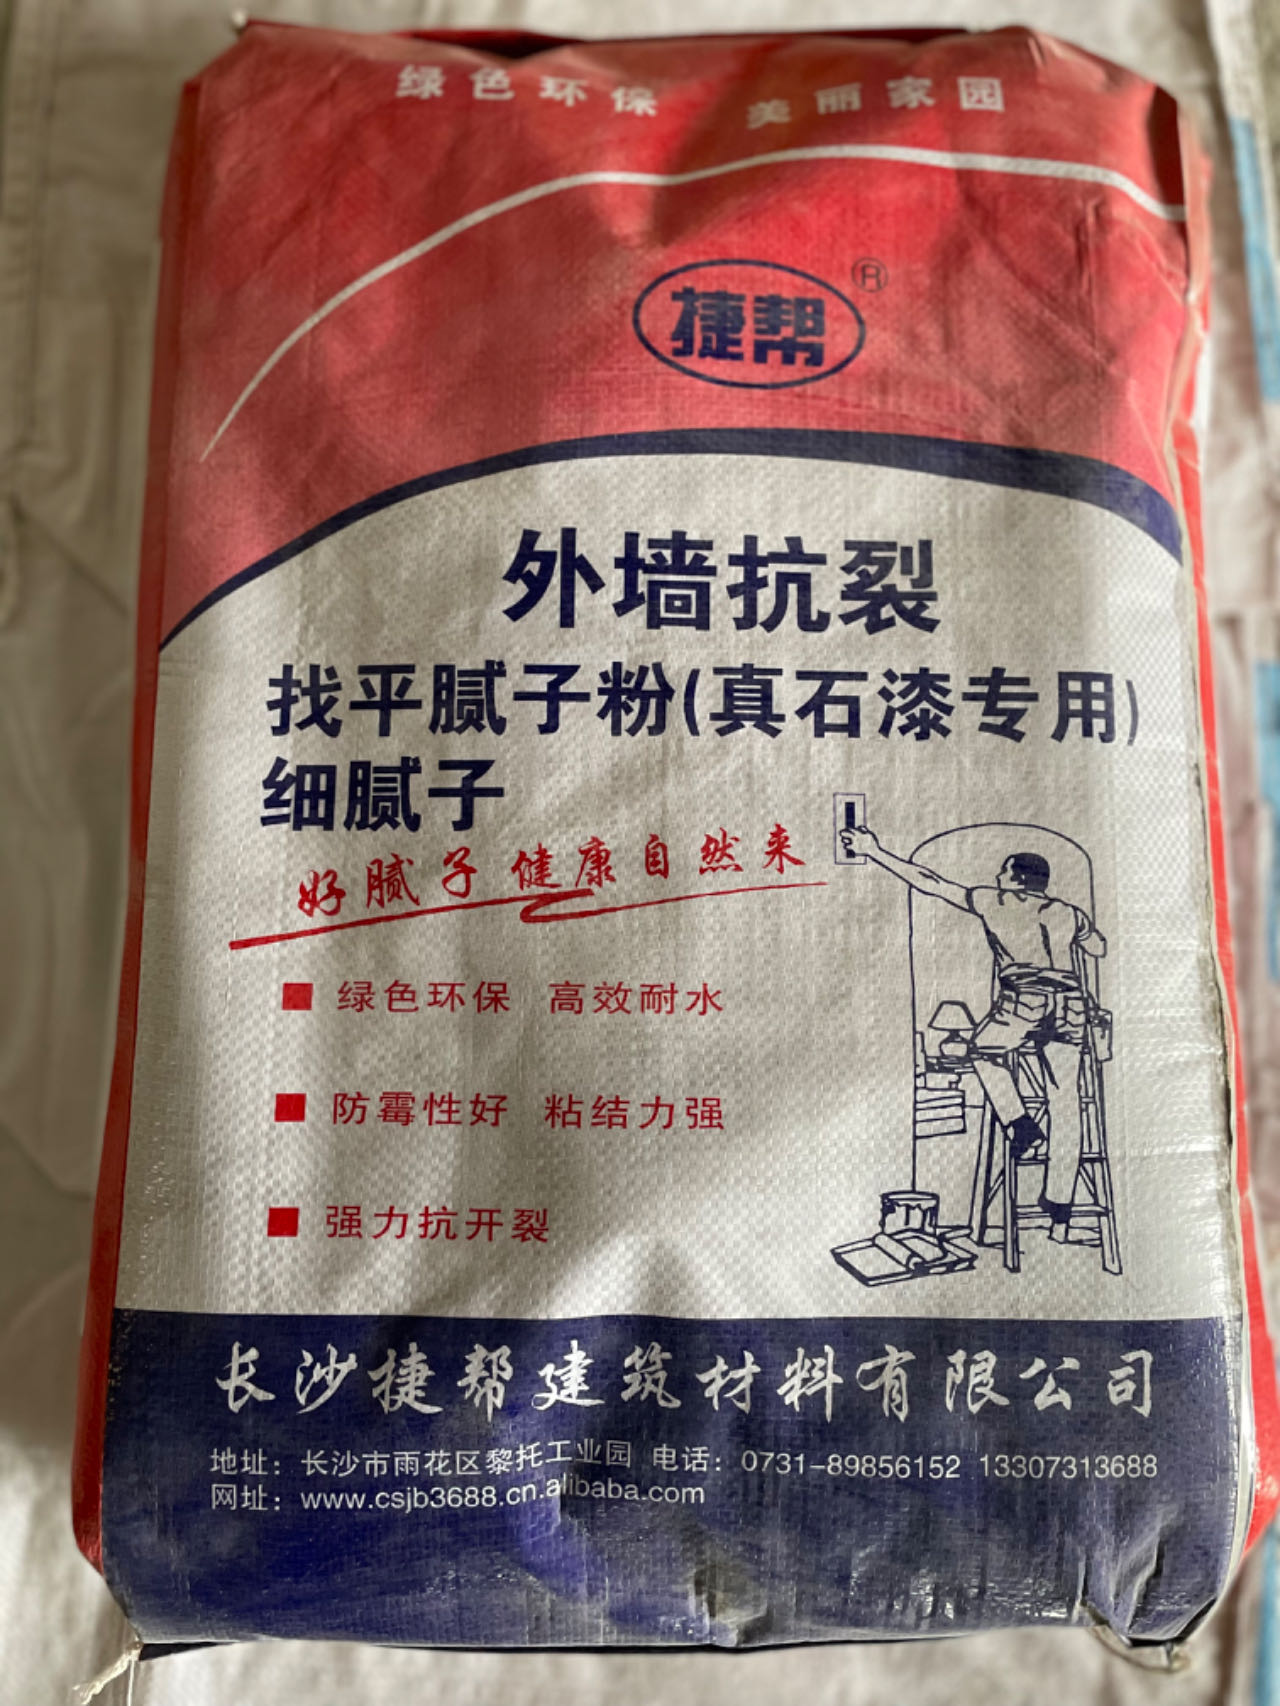 绿色环保 美丽家园
捷帮®
外墙抗裂
找平腻子粉(真石漆专用)
细腻子
好腻子健康自然来
绿色环保 高效耐水
防霉性好 粘结力强
强力抗开裂
长沙捷帮建筑材料有限公司
地址：长沙市雨花区黎托工业园 电话：0731-89856152 13307313688
网址：www.csjb3688.cn.alibaba.com